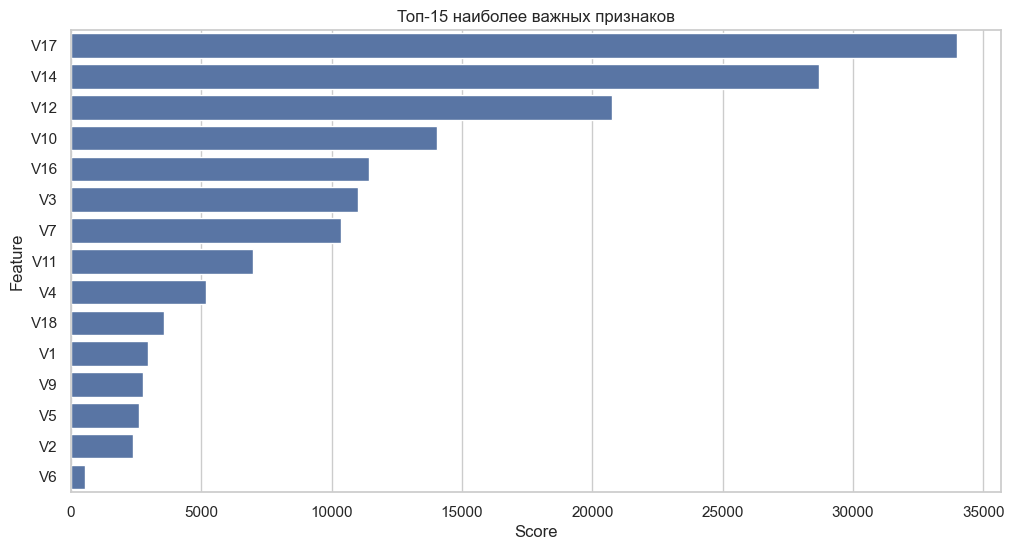 Топ-15 наиболее важных признаков
V17
V14
V12
V10
V16
V3
V7
V11
V4
V18
V1
V9
V5
V2
V6
Feature
0 5000 10000 15000 20000 25000 30000 35000
Score